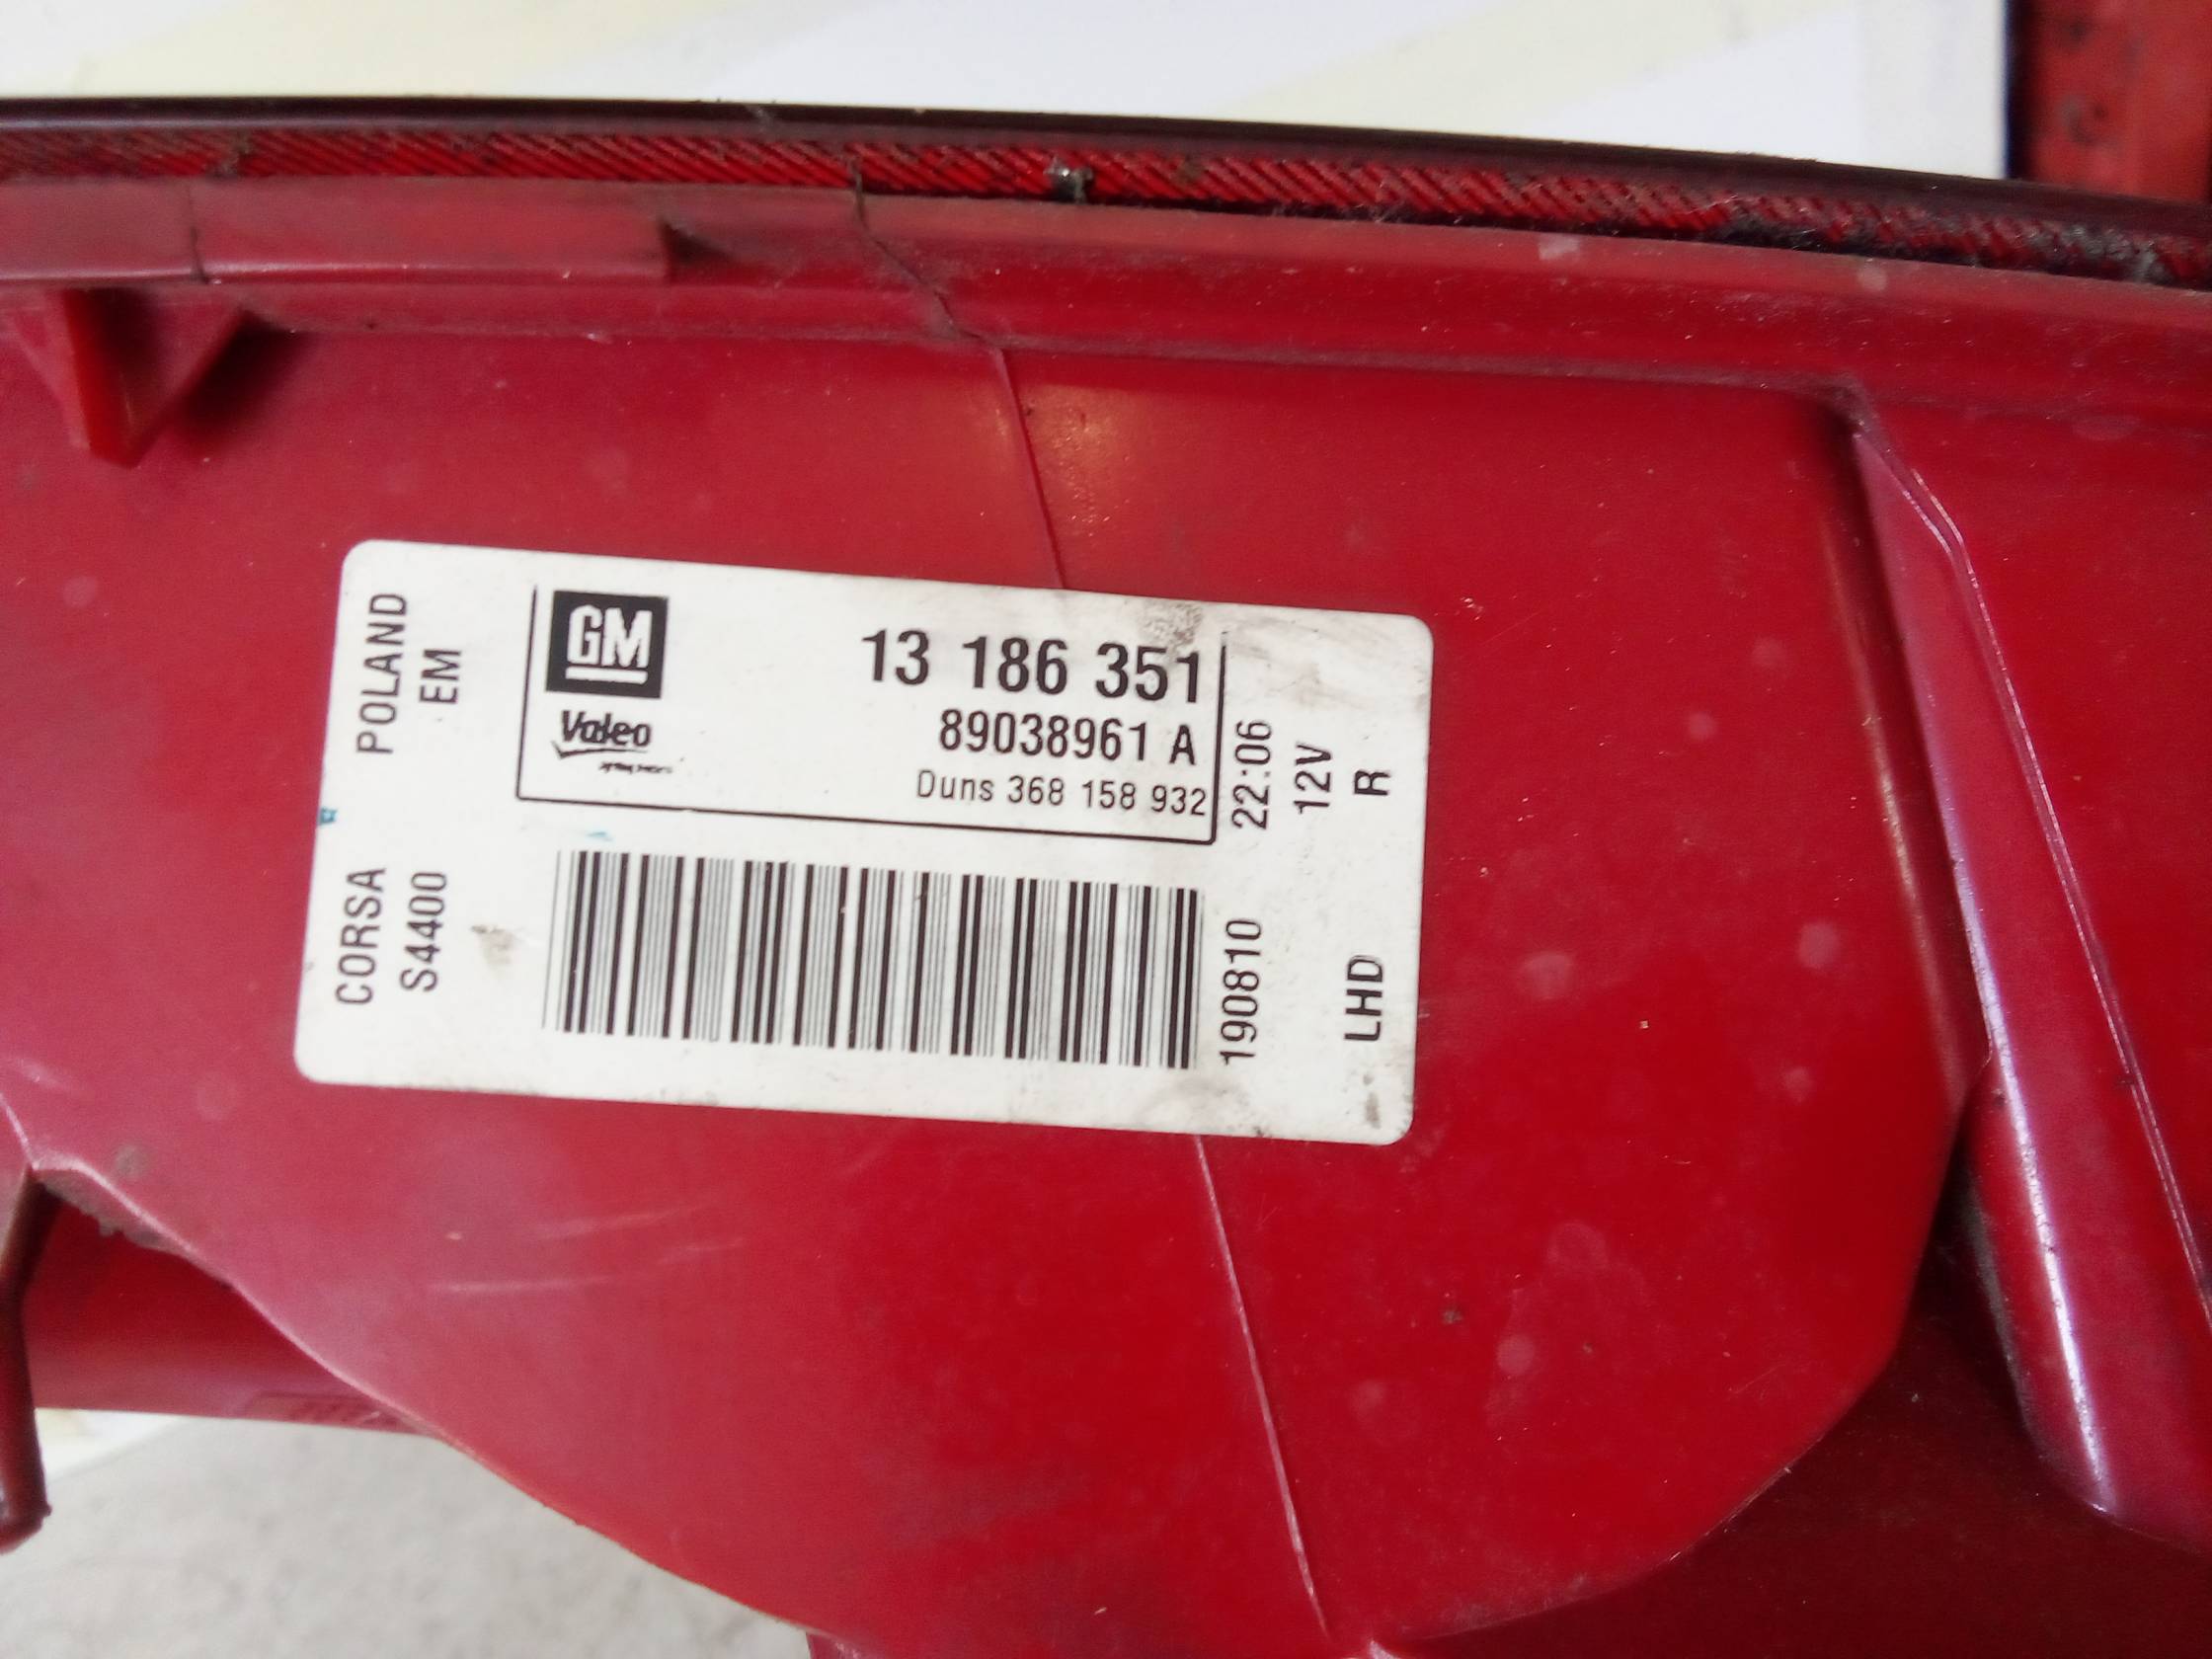 POLAND
EM
GM
Valeo
13 186 351
89038961 A
Duns 368 158 932
22:06
12V
R
CORSA
S4400
190810
LHD